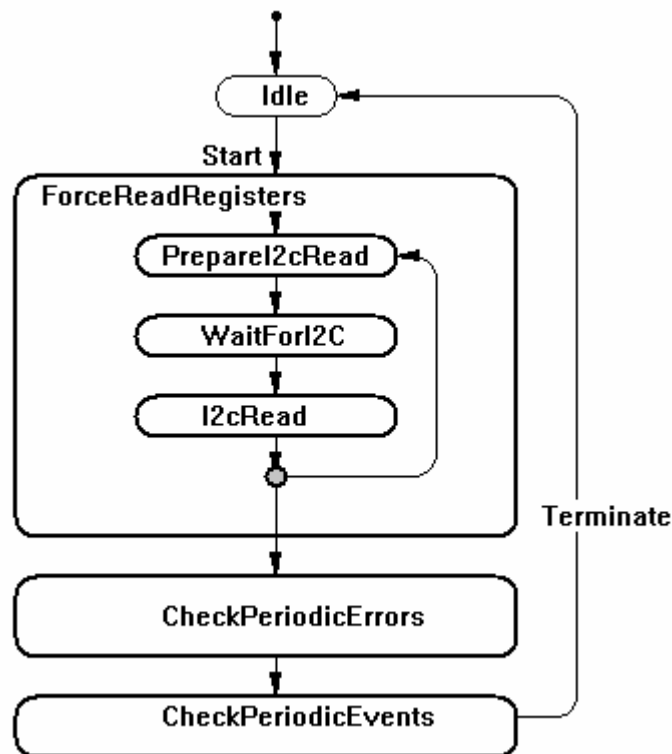 Idle
Start
ForceReadRegisters
PrepareI2cRead
WaitForI2C
I2cRead
Terminate
CheckPeriodicErrors
CheckPeriodicEvents